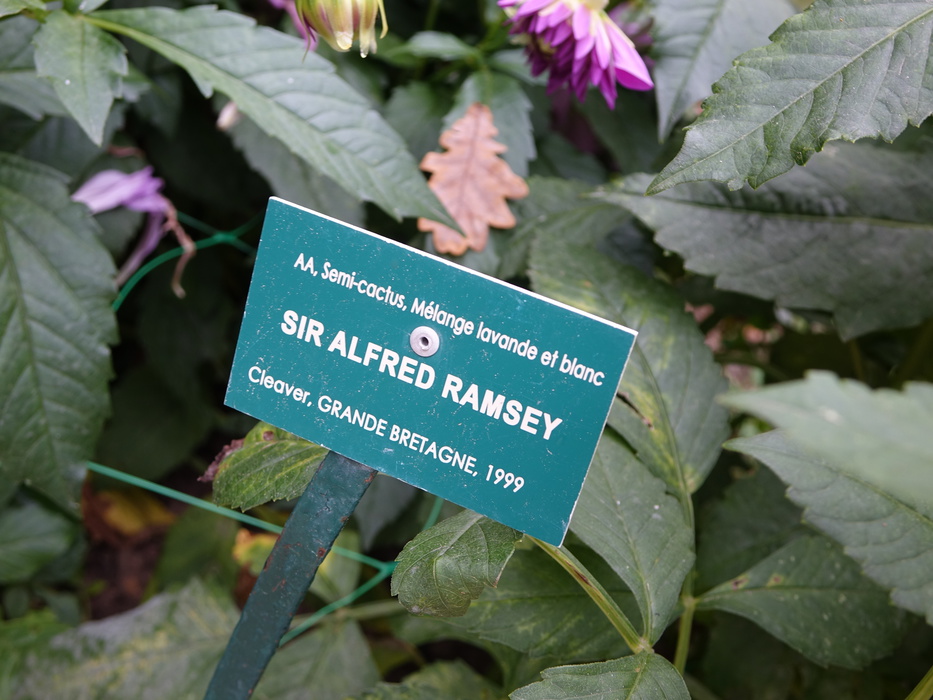 AA, Semi-cactus, Mélange lavande et blanc
SIR ALFRED RAMSEY
Cleaver, GRANDE BRETAGNE, 1999